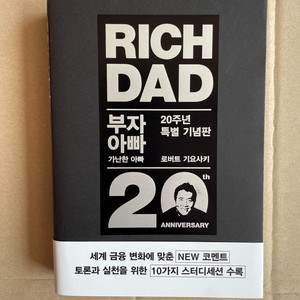 RICH
DAD
부자
아빠
가난한 아빠
20주년
특별 기념판
로버트 기요사키
20th
ANNIVERSARY
세계 금융 변화에 맞춘 NEW 코멘트
토론과 실천을 위한 10가지 스터디세션 수록